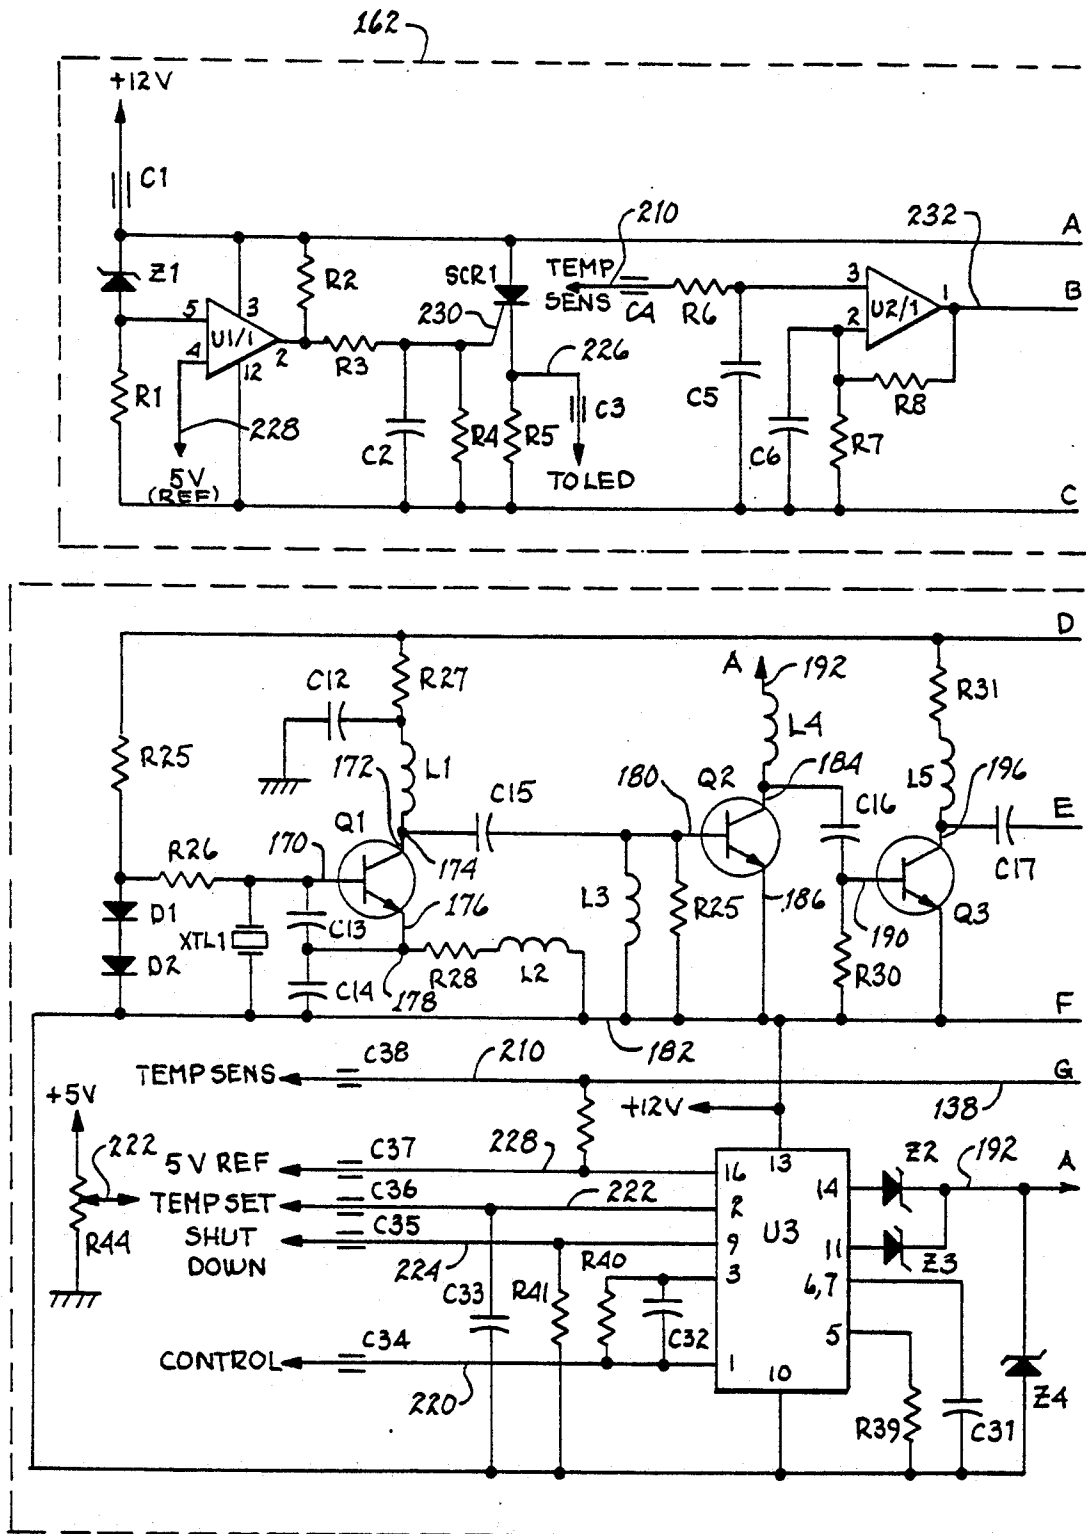 162
+12V
C1
210
232
A
Z1
R2
SCR1
TEMP
SENS
C4
R6
3
1
B
U2/1
2
5
3
U1/1
4
2
12
230
R3
226
R1
228
C2
R4
R5
C3
C5
C6
R7
R8
5V
(REF)
TO LED
C
D
C12
R27
A
192
R31
R25
172
L1
L4
180
Q2
184
L5
196
C15
C16
E
Q1
R26
170
174
C17
D1
XTL1
C13
176
L3
R25
186
190
Q3
D2
C14
178
R28
L2
R30
182
F
C38
TEMP SENS
210
G
+5V
+12V
138
222
5V REF
C37
228
16
13
Z2
192
A
TEMP SET
C36
222
2
14
U3
R44
SHUT
DOWN
C35
224
9
11
Z3
C33
R41
R40
3
6,7
C32
5
C34
CONTROL
1
10
220
R39
C31
Z4